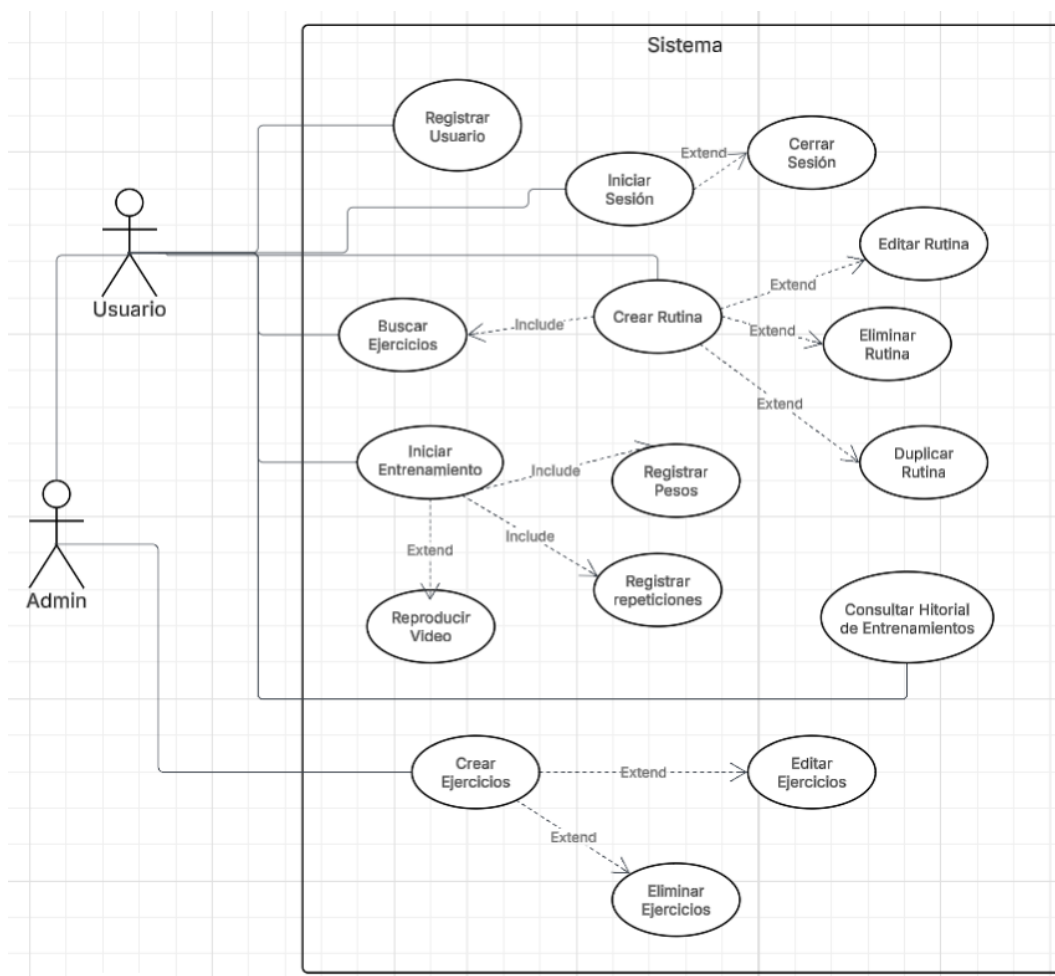 Sistema
Registrar
Usuario
Extend
Cerrar
Sesión
Iniciar
Sesión
Usuario
Editar Rutina
Extend
Buscar
Ejercicios
Include
Crear Rutina
Extend
Eliminar
Rutina
Extend
Duplicar
Rutina
Iniciar
Entrenamiento
Include
Registrar
Pesos
Extend
Include
Registrar
repeticiones
Admin
Reproducir
Video
Consultar Hitorial
de Entrenamientos
Crear
Ejercicios
Extend
Editar
Ejercicios
Extend
Eliminar
Ejercicios